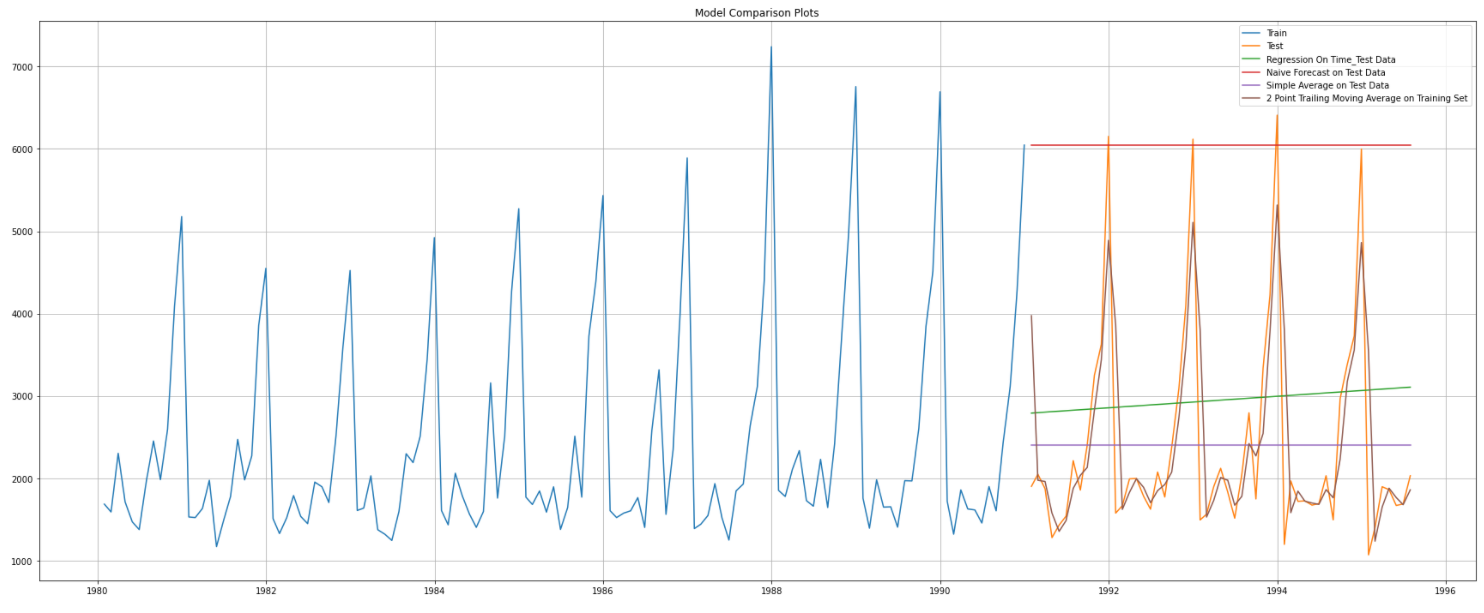 Model Comparison Plots
Train
Test
Regression On Time_Test Data
Naive Forecast on Test Data
Simple Average on Test Data
2 Point Trailing Moving Average on Training Set
7000
6000
5000
4000
3000
2000
1000
1980 1982 1984 1986 1988 1990 1992 1994 1996